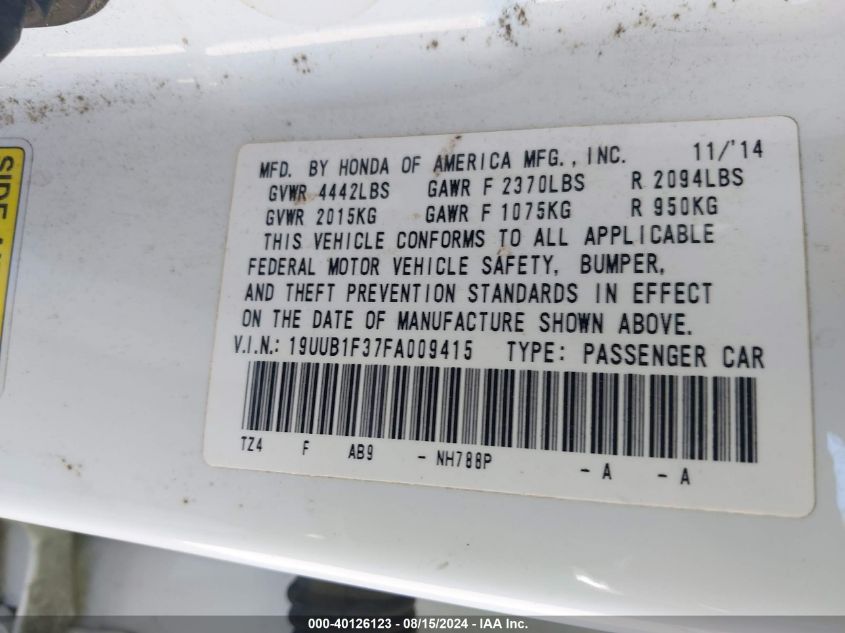 MFD. BY HONDA OF AMERICA MFG., INC. 11/'14
GVWR 4442LBS GAWR F 2370LBS R 2094LBS
GVWR 2015KG GAWR F 1075KG R 950KG
THIS VEHICLE CONFORMS TO ALL APPLICABLE
FEDERAL MOTOR VEHICLE SAFETY, BUMPER,
AND THEFT PREVENTION STANDARDS IN EFFECT
ON THE DATE OF MANUFACTURE SHOWN ABOVE.
V.I.N.: 19UUB1F37FA009415 TYPE: PASSENGER CAR
TZ4 F AB9 - NH788P - A - A
SIDE
000-40126123 - 08/15/2024 - IAA Inc.